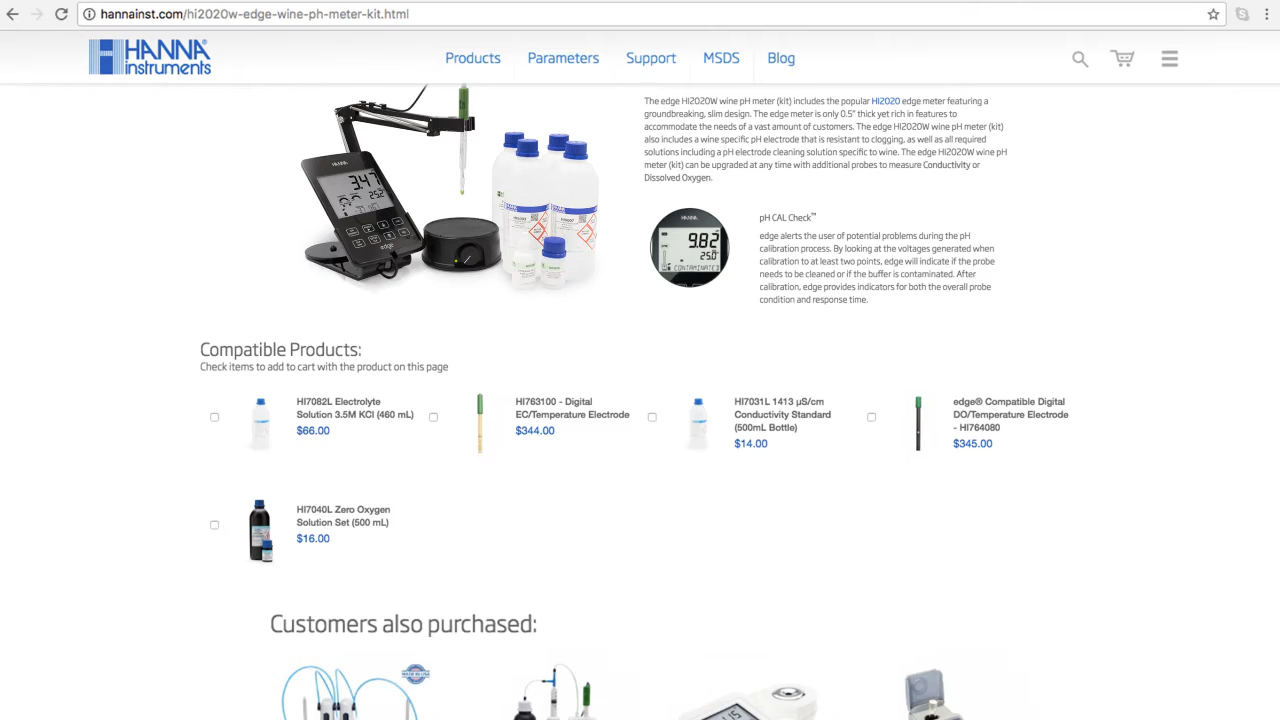 hannainst.com/hi2020w-edge-wine-ph-meter-kit.html
HANNA
instruments
Products
Parameters
Support
MSDS
Blog
The edge HI2020W wine pH meter (kit) includes the popular HI2020 edge meter featuring a
groundbreaking, slim design. The edge meter is only 0.5" thick yet rich in features to
accommodate the needs of a vast amount of customers. The edge HI2020W wine pH meter (kit)
also includes a wine specific pH electrode that is resistant to clogging, as well as all required
solutions including a pH electrode cleaning solution specific to wine. The edge HI2020W wine pH
meter (kit) can be upgraded at any time with additional probes to measure Conductivity or
Dissolved Oxygen.
HANNA
3.47
25.2
edge
HANNA
9.82
25.0
CONTAMINATED
pH CAL Check™
edge alerts the user of potential problems during the pH
calibration process. By looking at the voltages generated when
calibration to at least two points, edge will indicate if the probe
needs to be cleaned or if the buffer is contaminated. After
calibration, edge provides indicators for both the overall probe
condition and response time.
Compatible Products:
Check items to add to cart with the product on this page
HI7082L Electrolyte
Solution 3.5M KCl (460 mL)
$66.00
HI763100 - Digital
EC/Temperature Electrode
$344.00
HI7031L 1413 µS/cm
Conductivity Standard
(500mL Bottle)
$14.00
edge® Compatible Digital
DO/Temperature Electrode
- HI764080
$345.00
HI7040L Zero Oxygen
Solution Set (500 mL)
$16.00
Customers also purchased:
MADE IN USA